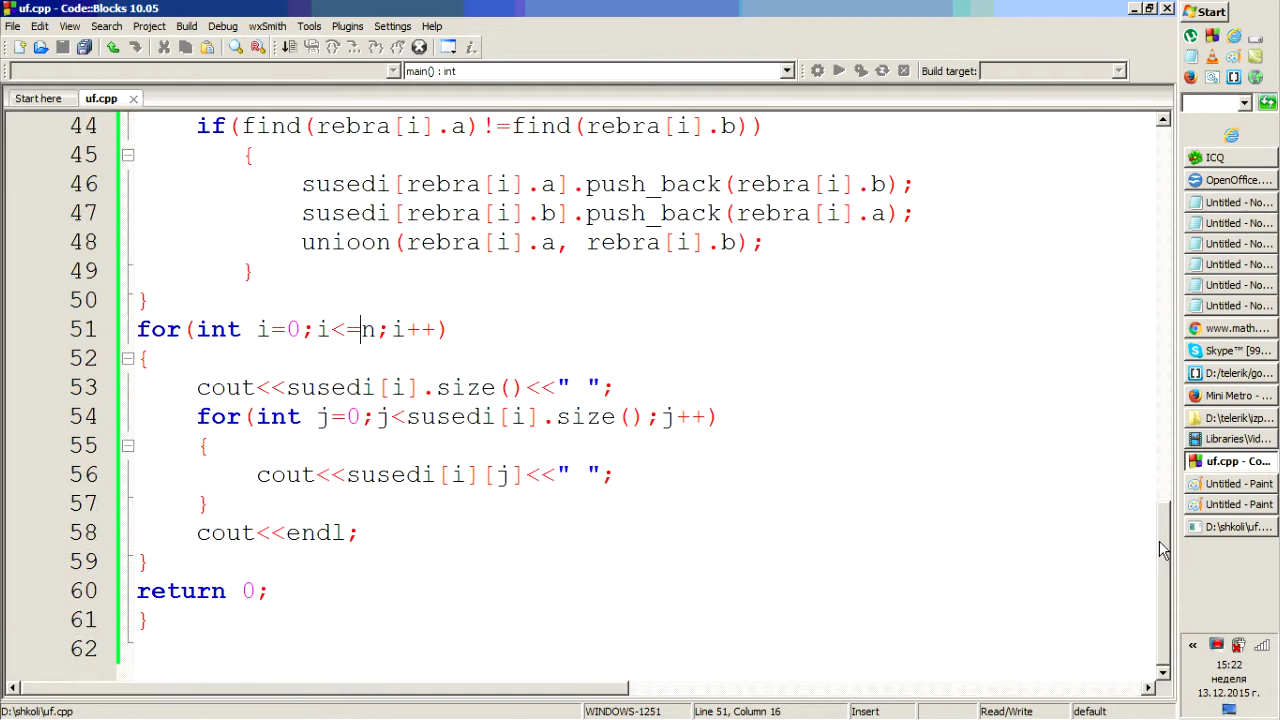 uf.cpp - Code::Blocks 10.05
File Edit View Search Project Build Debug wxSmith Tools Plugins Settings Help
main() : int
Build target:
Start here
uf.cpp
44 if(find(rebra[i].a)!=find(rebra[i].b))
45 {
46 susedi[rebra[i].a].push_back(rebra[i].b);
47 susedi[rebra[i].b].push_back(rebra[i].a);
48 unioon(rebra[i].a, rebra[i].b);
49 }
50 }
51 for(int i=0;i<=n;i++)
52 {
53 cout<<susedi[i].size()<<" ";
54 for(int j=0;j<susedi[i].size();j++)
55 {
56 cout<<susedi[i][j]<<" ";
57 }
58 cout<<endl;
59 }
60 return 0;
61 }
62
D:\shkoli\uf.cpp
WINDOWS-1251
Line 51, Column 16
Insert
Read/Write
default
Start
ICQ
OpenOffice....
Untitled - No...
Untitled - No...
Untitled - No...
Untitled - No...
Untitled - No...
Untitled - No...
www.math....
Skype™ [99...
D:/telerik/go...
Mini Metro - ...
D:\telerik\izp...
Libraries\Vid...
uf.cpp - Co...
Untitled - Paint
Untitled - Paint
D:\shkoli\uf....
«
15:22
неделя
13.12.2015 г.